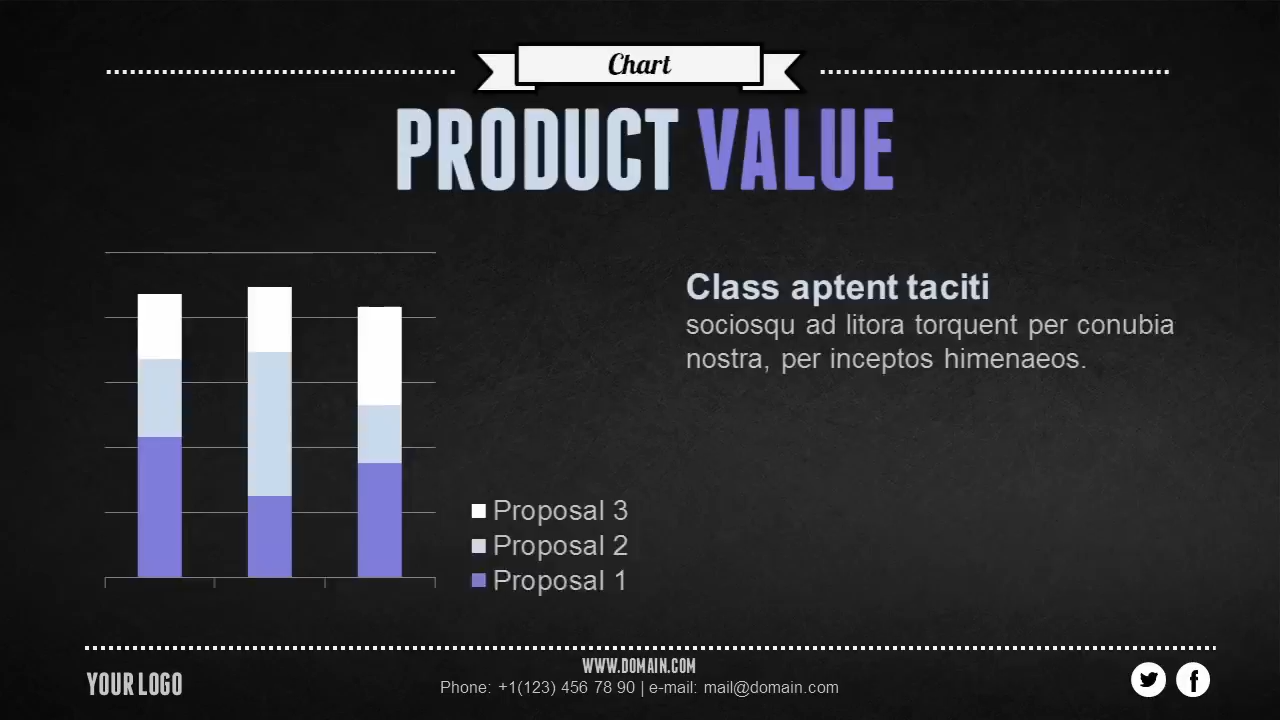 Chart
PRODUCT VALUE
Class aptent taciti
sociosqu ad litora torquent per conubia
nostra, per inceptos himenaeos.
Proposal 3
Proposal 2
Proposal 1
YOUR LOGO
WWW.DOMAIN.COM
Phone: +1(123) 456 78 90 | e-mail: mail@domain.com